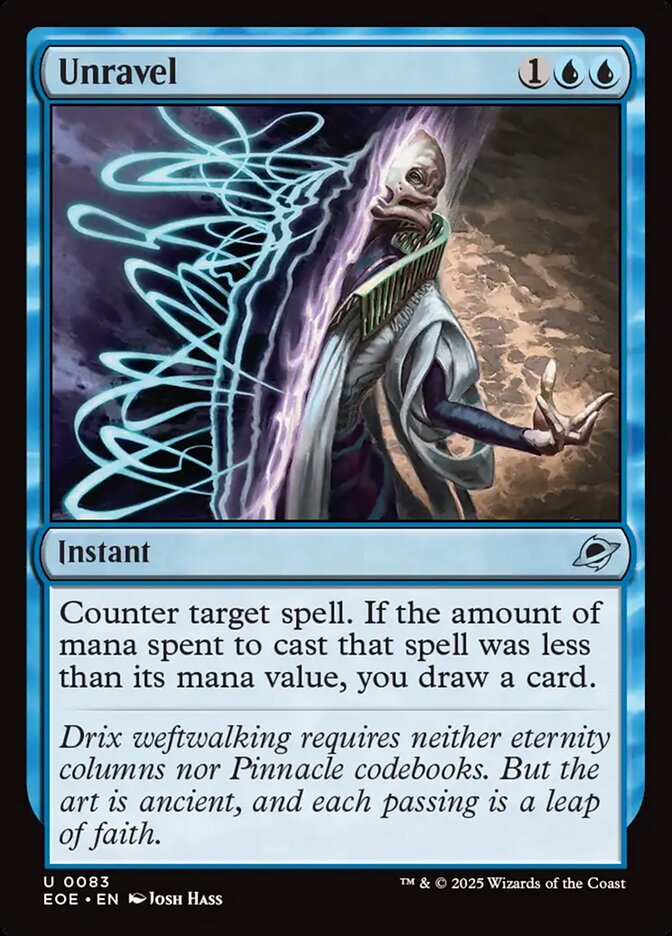 Unravel 1
Instant
Counter target spell. If the amount of
mana spent to cast that spell was less
than its mana value, you draw a card.
Drix weftwalking requires neither eternity
columns nor Pinnacle codebooks. But the
art is ancient, and each passing is a leap
of faith.
U 0083
EOE • EN Josh Hass
™ & © 2025 Wizards of the Coast